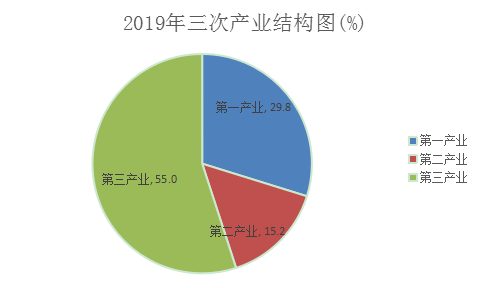 2019年三次产业结构图(%)
第一产业, 29.8
第三产业, 55.0
第二产业, 15.2
第一产业
第二产业
第三产业